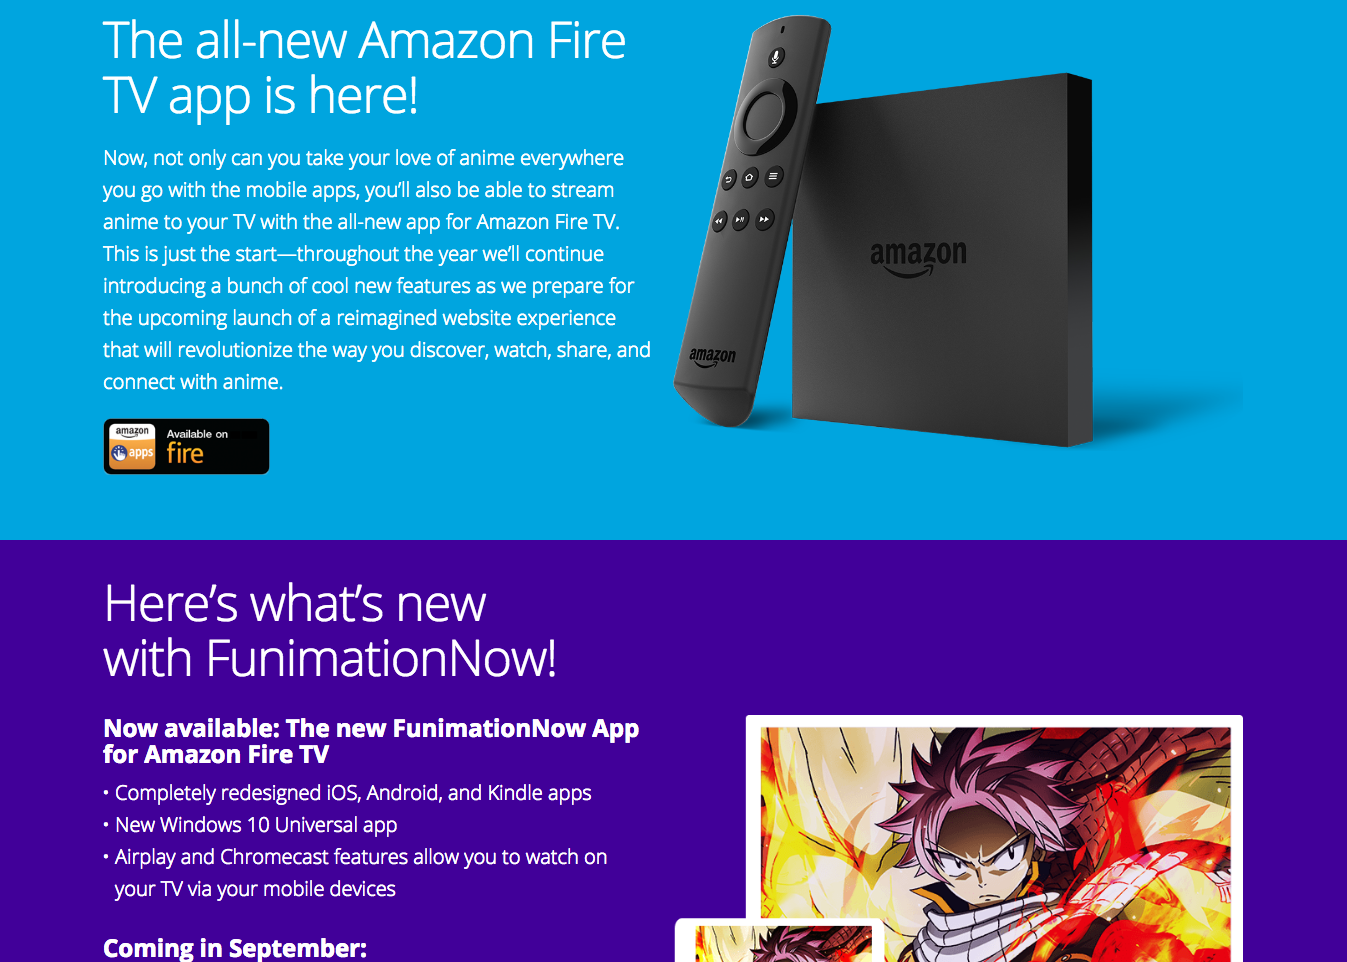 The all-new Amazon Fire
TV app is here!
Now, not only can you take your love of anime everywhere
you go with the mobile apps, you'll also be able to stream
anime to your TV with the all-new app for Amazon Fire TV.
This is just the start—throughout the year we'll continue
introducing a bunch of cool new features as we prepare for
the upcoming launch of a reimagined website experience
that will revolutionize the way you discover, watch, share, and
connect with anime.
amazon
apps
Available on
fire
amazon
amazon
Here's what's new
with FunimationNow!
Now available: The new FunimationNow App
for Amazon Fire TV
• Completely redesigned iOS, Android, and Kindle apps
• New Windows 10 Universal app
• Airplay and Chromecast features allow you to watch on
your TV via your mobile devices
Coming in September: